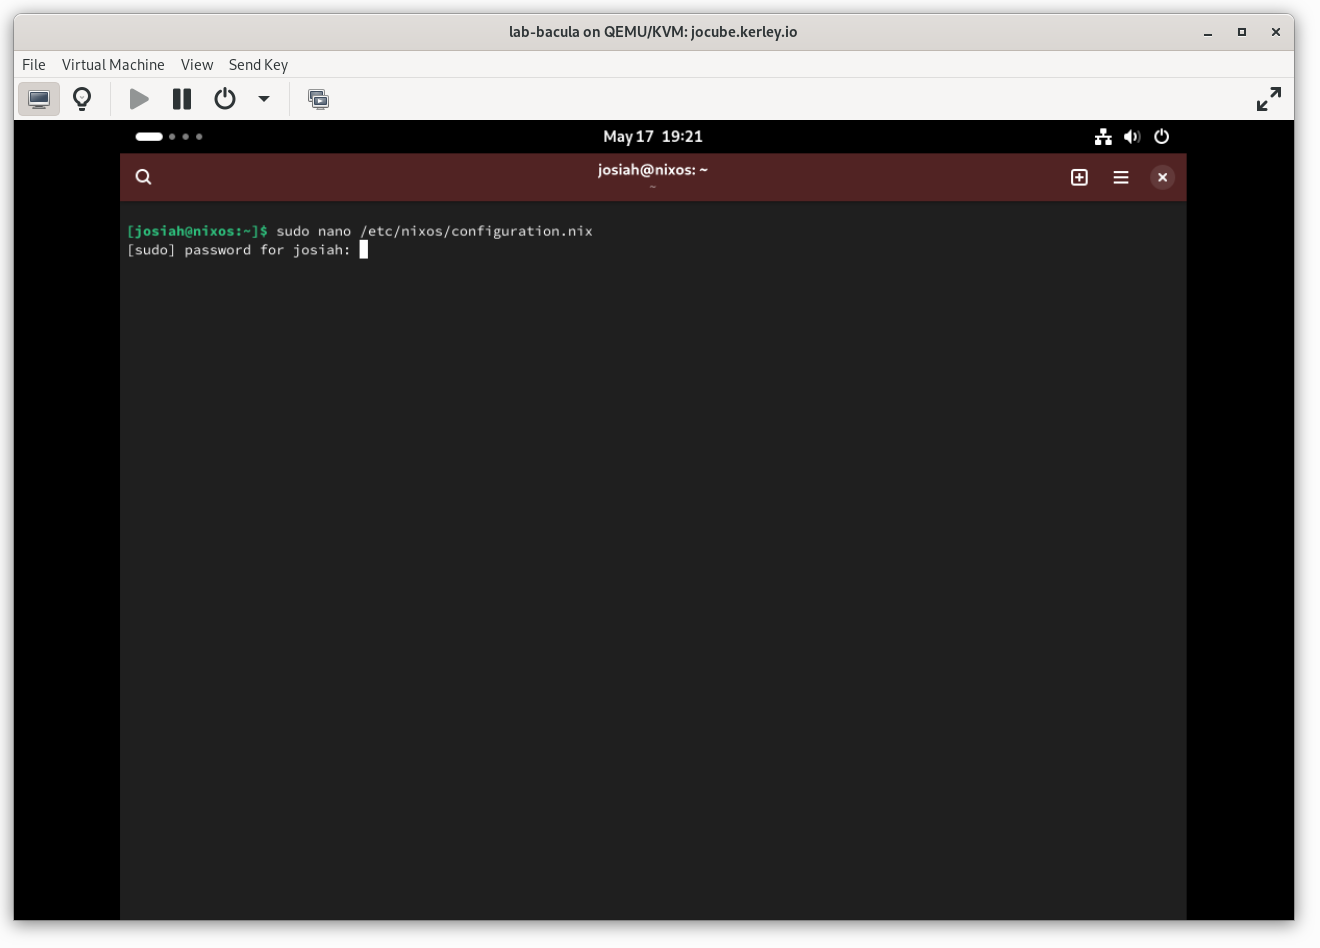 lab-bacula on QEMU/KVM: jocube.kerley.io
File Virtual Machine View Send Key
May 17 19:21
josiah@nixos: ~
~
[josiah@nixos:~]$ sudo nano /etc/nixos/configuration.nix
[sudo] password for josiah: